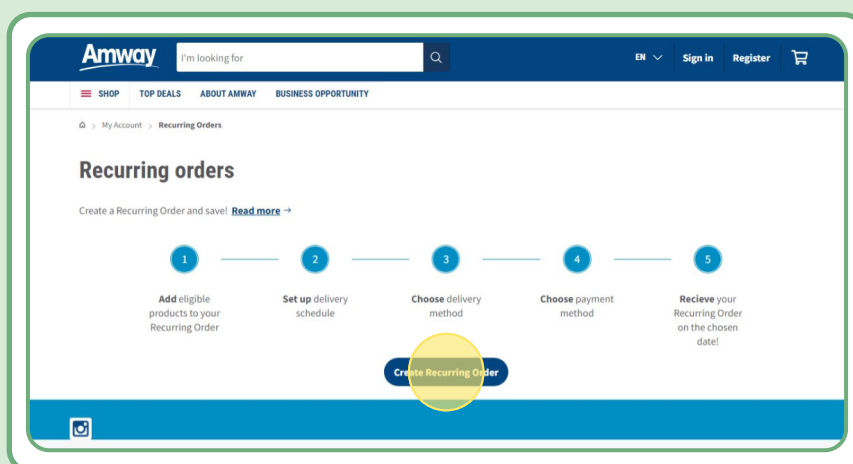 Amway
I'm looking for
EN
Sign in
Register
SHOP
TOP DEALS
ABOUT AMWAY
BUSINESS OPPORTUNITY
My Account > Recurring Orders
Recurring orders
Create a Recurring Order and save! Read more →
1
2
3
4
5
Add eligible
products to your
Recurring Order
Set up delivery
schedule
Choose delivery
method
Choose payment
method
Recieve your
Recurring Order
on the chosen
date!
Create Recurring Order